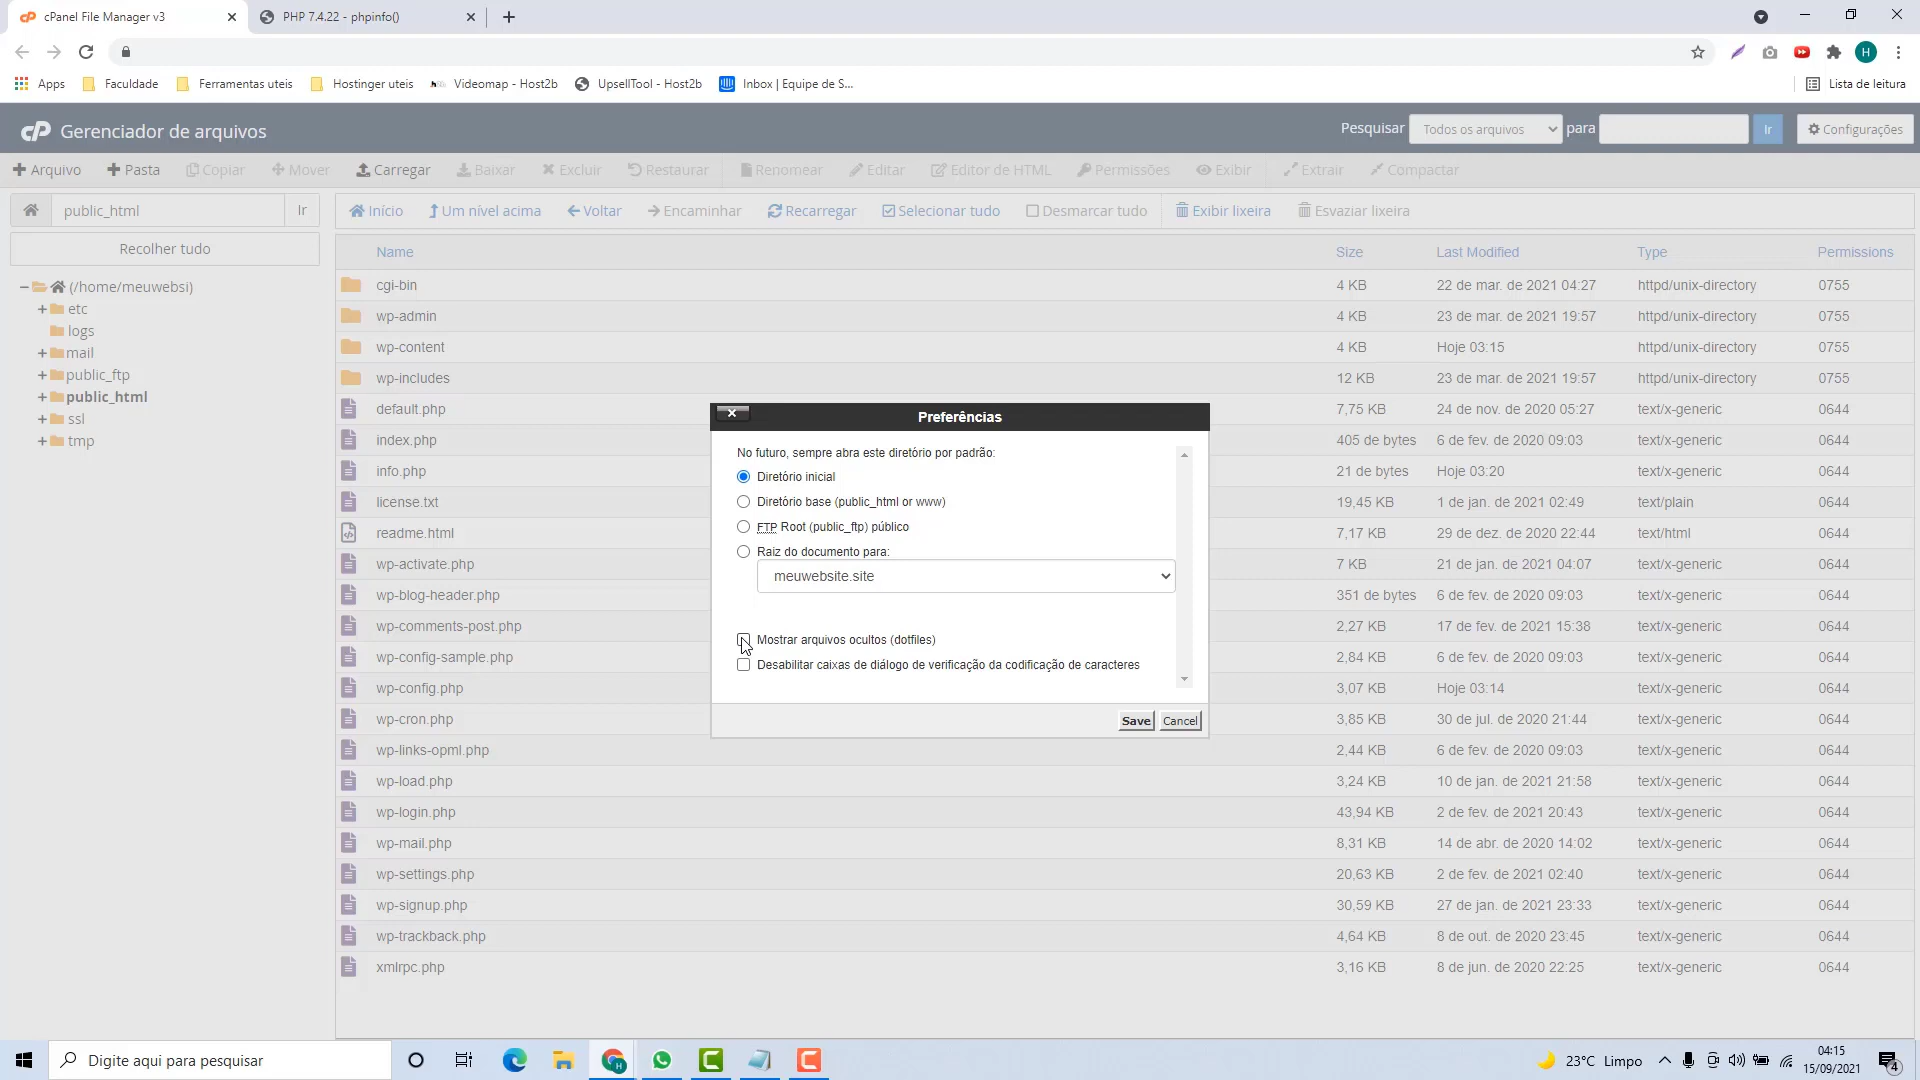 cPanel File Manager v3
PHP 7.4.22 - phpinfo()
H
Apps
Faculdade
Ferramentas uteis
Hostinger uteis
Videomap - Host2b
UpsellTool - Host2b
Inbox | Equipe de S...
Lista de leitura
cP Gerenciador de arquivos
Pesquisar
Todos os arquivos
para
Ir
Configurações
Arquivo
Pasta
Copiar
Mover
Carregar
Baixar
Excluir
Restaurar
Renomear
Editar
Editor de HTML
Permissões
Exibir
Extrair
Compactar
public_html
Ir
Início
Um nível acima
Voltar
Encaminhar
Recarregar
Selecionar tudo
Desmarcar tudo
Exibir lixeira
Esvaziar lixeira
Recolher tudo
(/home/meuwebsi)
etc
logs
mail
public_ftp
public_html
ssl
tmp
Name Size Last Modified Type Permissions
cgi-bin 4 KB 22 de mar. de 2021 04:27 httpd/unix-directory 0755
wp-admin 4 KB 23 de mar. de 2021 19:57 httpd/unix-directory 0755
wp-content 4 KB Hoje 03:15 httpd/unix-directory 0755
wp-includes 12 KB 23 de mar. de 2021 19:57 httpd/unix-directory 0755
default.php 7,75 KB 24 de nov. de 2020 05:27 text/x-generic 0644
index.php 405 de bytes 6 de fev. de 2020 09:03 text/x-generic 0644
info.php 21 de bytes Hoje 03:20 text/x-generic 0644
license.txt 19,45 KB 1 de jan. de 2021 02:49 text/plain 0644
readme.html 7,17 KB 29 de dez. de 2020 22:44 text/html 0644
wp-activate.php 7 KB 21 de jan. de 2021 04:07 text/x-generic 0644
wp-blog-header.php 351 de bytes 6 de fev. de 2020 09:03 text/x-generic 0644
wp-comments-post.php 2,27 KB 17 de fev. de 2021 15:38 text/x-generic 0644
wp-config-sample.php 2,84 KB 6 de fev. de 2020 09:03 text/x-generic 0644
wp-config.php 3,07 KB Hoje 03:14 text/x-generic 0644
wp-cron.php 3,85 KB 30 de jul. de 2020 21:44 text/x-generic 0644
wp-links-opml.php 2,44 KB 6 de fev. de 2020 09:03 text/x-generic 0644
wp-load.php 3,24 KB 10 de jan. de 2021 21:58 text/x-generic 0644
wp-login.php 43,94 KB 2 de fev. de 2021 20:43 text/x-generic 0644
wp-mail.php 8,31 KB 14 de abr. de 2020 14:02 text/x-generic 0644
wp-settings.php 20,63 KB 2 de fev. de 2021 02:40 text/x-generic 0644
wp-signup.php 30,59 KB 27 de jan. de 2021 23:33 text/x-generic 0644
wp-trackback.php 4,64 KB 8 de out. de 2020 23:45 text/x-generic 0644
xmlrpc.php 3,16 KB 8 de jun. de 2020 22:25 text/x-generic 0644
Preferências
No futuro, sempre abra este diretório por padrão:
Diretório inicial
Diretório base (public_html or www)
FTP Root (public_ftp) público
Raiz do documento para:
meuwebsite.site
Mostrar arquivos ocultos (dotfiles)
Desabilitar caixas de diálogo de verificação da codificação de caracteres
Save
Cancel
Digite aqui para pesquisar
23°C Limpo
04:15
15/09/2021
4